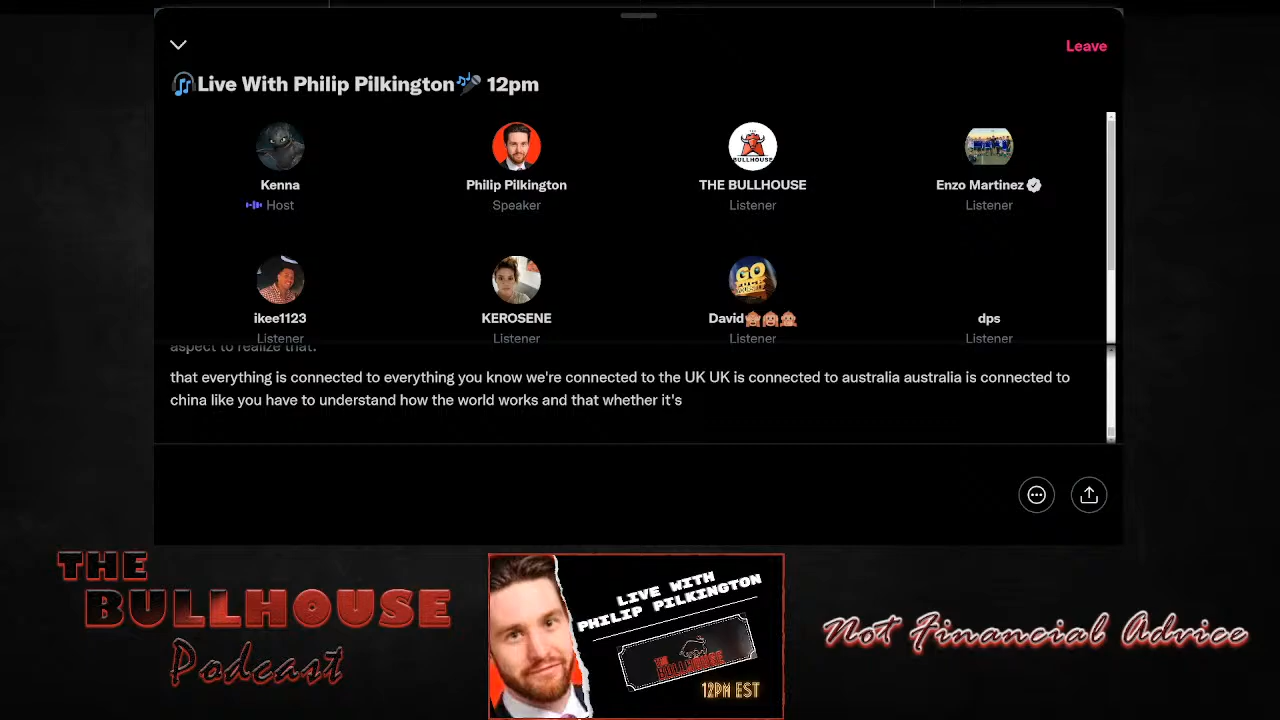 Leave
🎧Live With Philip Pilkington🎤 12pm
Kenna
Host
Philip Pilkington
Speaker
THE BULLHOUSE
Listener
Enzo Martinez
Listener
ikee1123
Listener
KEROSENE
Listener
David🙈🙉🙊
Listener
dps
Listener
aspect to realize that.
that everything is connected to everything you know we're connected to the UK UK is connected to australia australia is connected to
china like you have to understand how the world works and that whether it's
THE
BULLHOUSE
Podcast
LIVE WITH
PHILIP PILKINGTON
THE
BULLHOUSE
12PM EST
Not Financial Advice